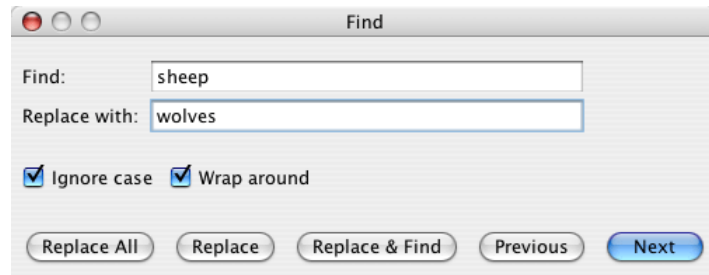 Find
Find: sheep
Replace with: wolves
Ignore case Wrap around
Replace All Replace Replace & Find Previous Next